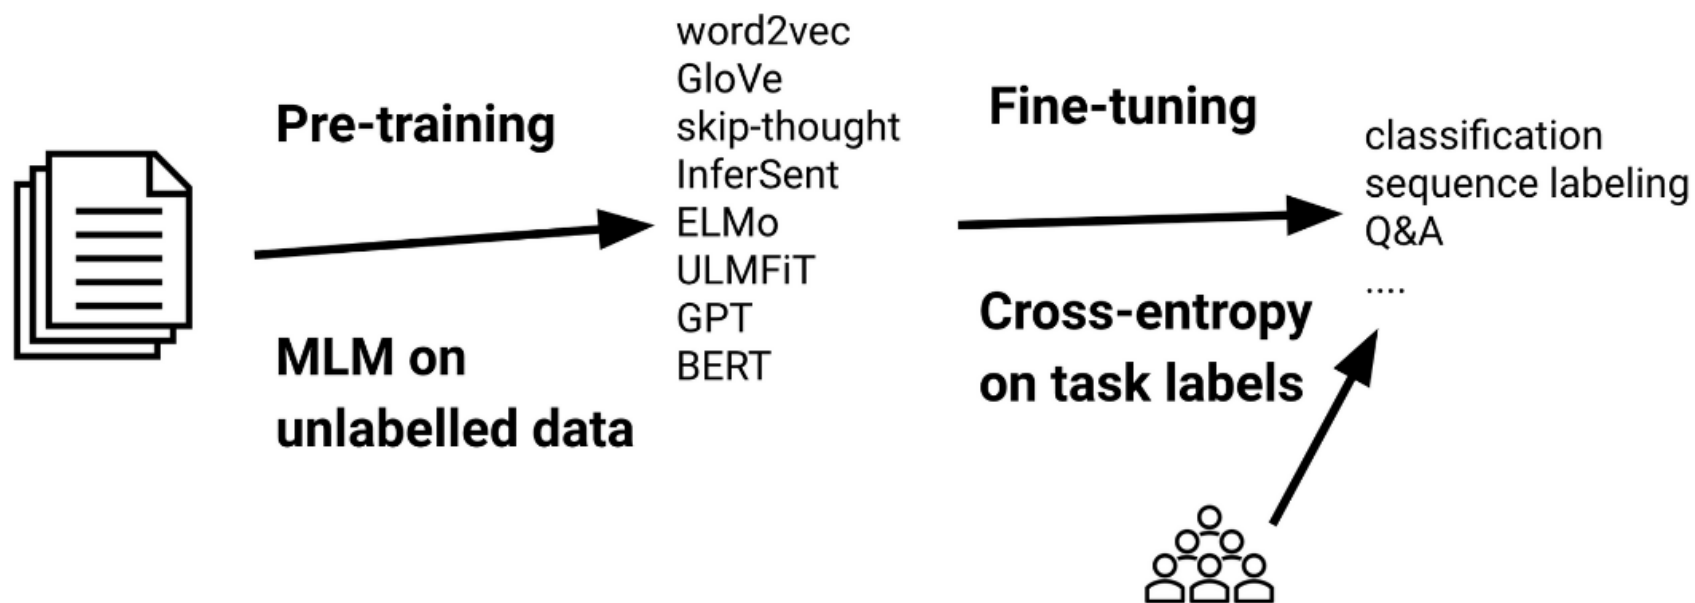 Pre-training
MLM on
unlabelled data
word2vec
GloVe
skip-thought
InferSent
ELMo
ULMFiT
GPT
BERT
Fine-tuning
Cross-entropy
on task labels
classification
sequence labeling
Q&A
....